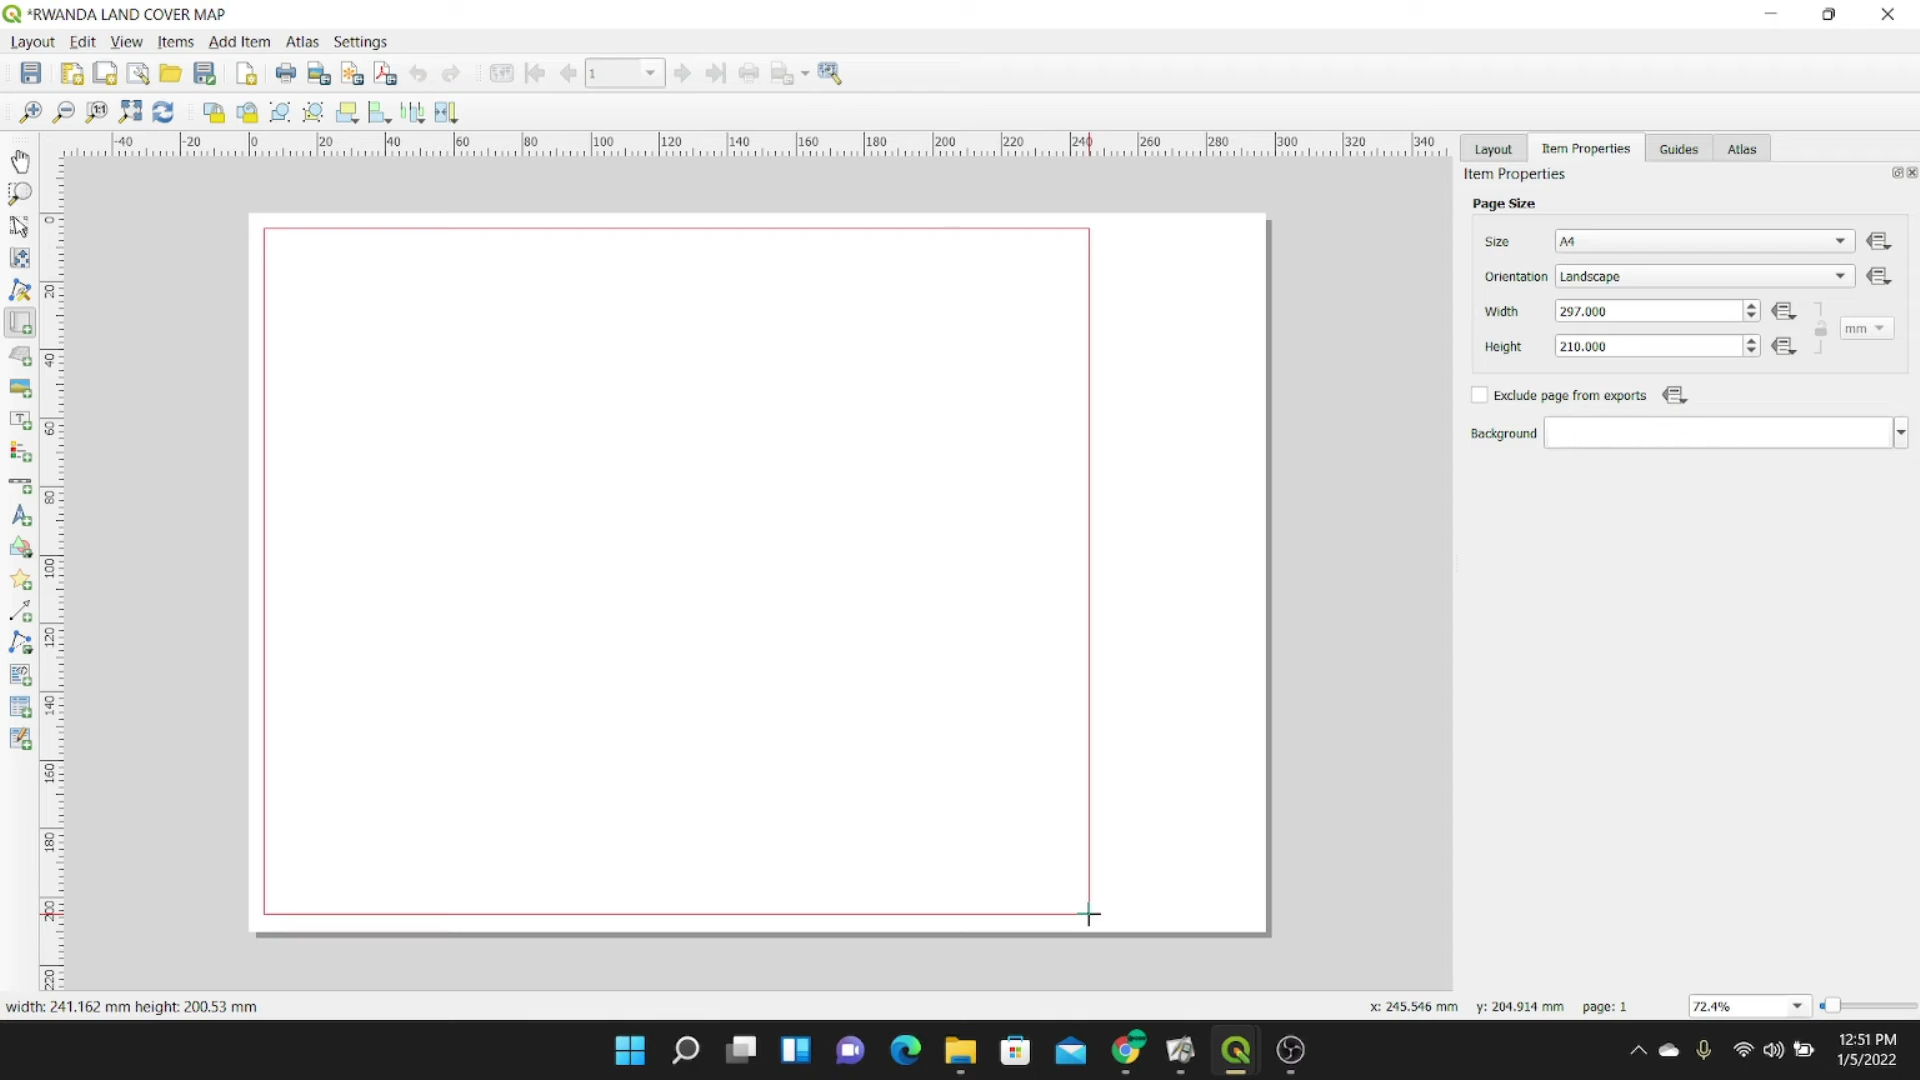 *RWANDA LAND COVER MAP
Layout Edit View Items Add Item Atlas Settings
1
-40 -20 0 20 40 60 80 100 120 140 160 180 200 220 240 260 280 300 320 340
0 20 40 60 80 100 120 140 160 180 200 220
Layout Item Properties Guides Atlas
Item Properties
Page Size
Size A4
Orientation Landscape
Width 297.000
mm
Height 210.000
Exclude page from exports
Background
width: 241.162 mm height: 200.53 mm x: 245.546 mm y: 204.914 mm page: 1 72.4%
12:51 PM
1/5/2022